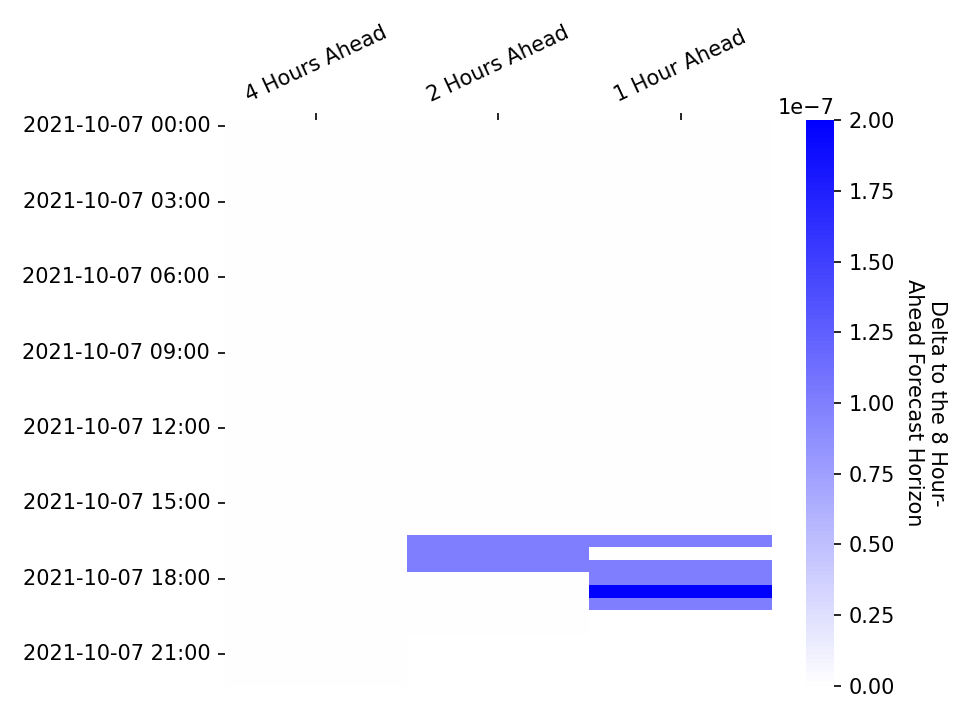 4 Hours Ahead
2 Hours Ahead
1 Hour Ahead
2021-10-07 00:00
2021-10-07 03:00
2021-10-07 06:00
2021-10-07 09:00
2021-10-07 12:00
2021-10-07 15:00
2021-10-07 18:00
2021-10-07 21:00
1e−7
2.00
1.75
1.50
1.25
1.00
0.75
0.50
0.25
0.00
Delta to the 8 Hour-
Ahead Forecast Horizon